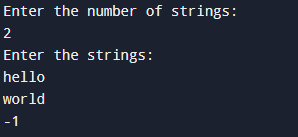 Enter the number of strings:
2
Enter the strings:
hello
world
-1